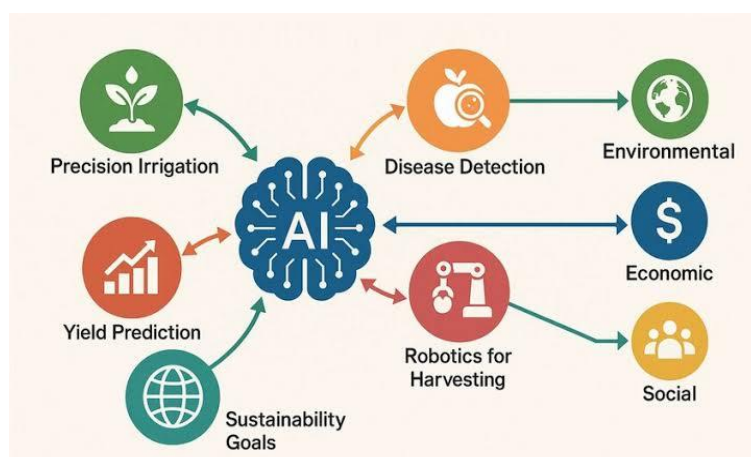 Precision Irrigation
Disease Detection
Environmental
AI
$
Economic
Yield Prediction
Robotics for
Harvesting
Social
Sustainability
Goals